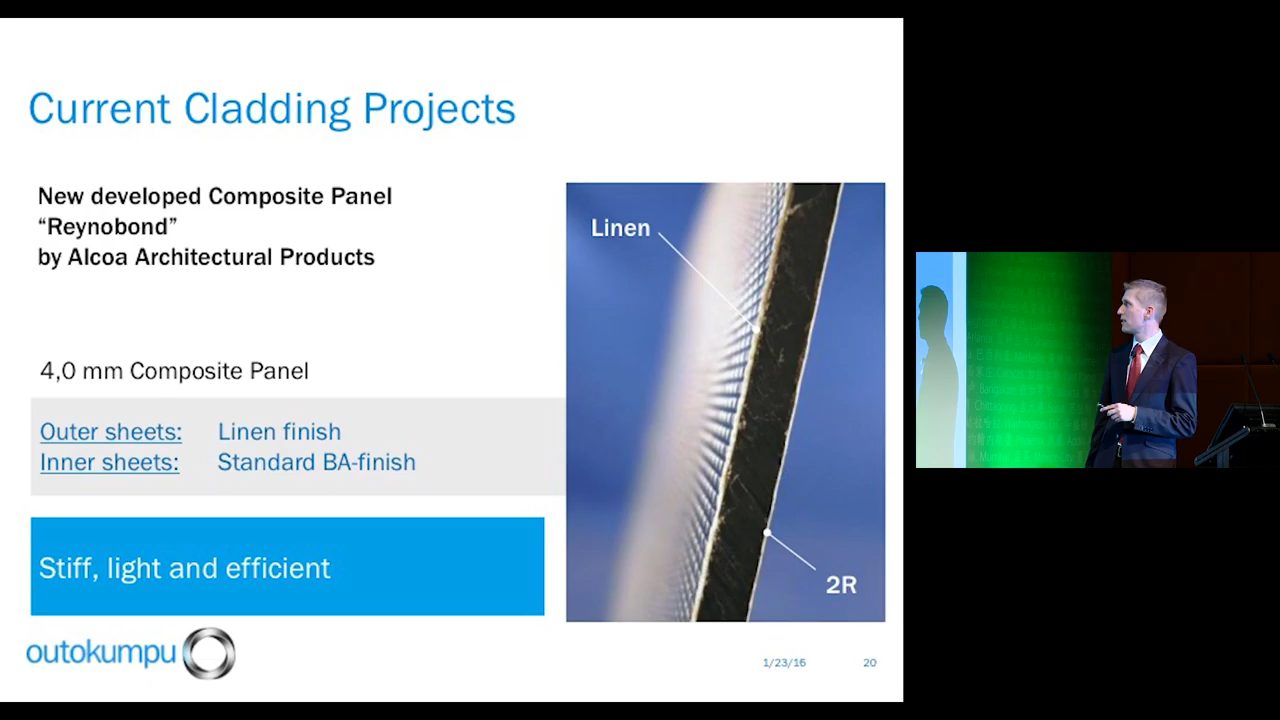 Current Cladding Projects
New developed Composite Panel
“Reynobond”
by Alcoa Architectural Products
4,0 mm Composite Panel
Outer sheets: Linen finish
Inner sheets: Standard BA-finish
Stiff, light and efficient
Linen
2R
outokumpu
1/23/16 20